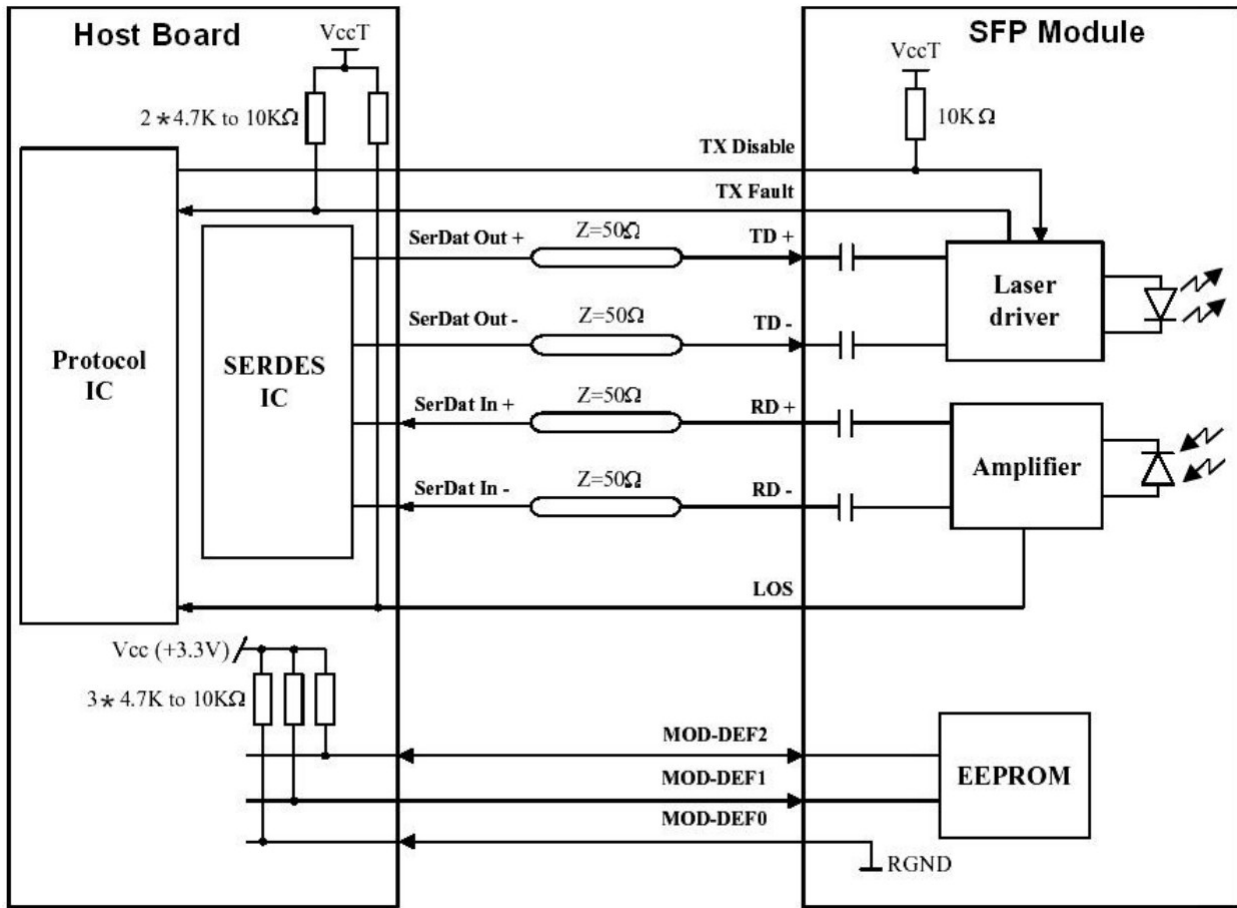 Host Board
SFP Module
VccT
VccT
2*4.7K to 10KΩ
10KΩ
TX Disable
TX Fault
SerDat Out +
Z=50Ω
TD +
Laser
driver
SerDat Out -
Z=50Ω
TD -
Protocol
IC
SERDES
IC
SerDat In +
Z=50Ω
RD +
Amplifier
SerDat In -
Z=50Ω
RD -
LOS
Vcc (+3.3V)
3* 4.7K to 10KΩ
MOD-DEF2
MOD-DEF1
MOD-DEF0
EEPROM
RGND